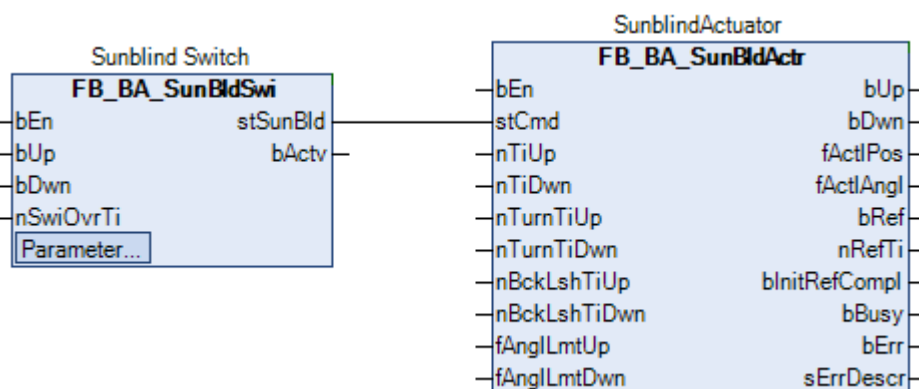 Sunblind Switch
FB_BA_SunBldSwi
bEn
stSunBld
bUp
bActv
bDwn
nSwiOvrTi
Parameter...
SunblindActuator
FB_BA_SunBldActr
bEn
bUp
stCmd
bDwn
nTiUp
fActlPos
nTiDwn
fActlAngl
nTurnTiUp
bRef
nTurnTiDwn
nRefTi
nBckLshTiUp
bInitRefCompl
nBckLshTiDwn
bBusy
fAnglLmtUp
bErr
fAnglLmtDwn
sErrDescr